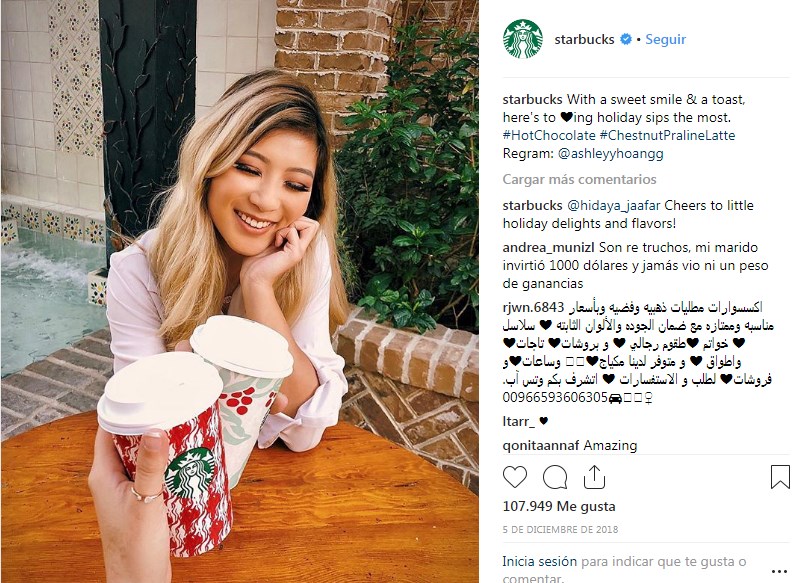 starbucks • Seguir
starbucks With a sweet smile & a toast,
here's to ♥ing holiday sips the most.
#HotChocolate #ChestnutPralineLatte
Regram: @ashleyyhoangg
Cargar más comentarios
starbucks @hidaya_jaafar Cheers to little
holiday delights and flavors!
andrea_munizl Son re truchos, mi marido
invirtió 1000 dólares y jamás vio ni un peso
de ganancias
rjwn.6843 اكسسوارات مطليات ذهبيه وفضيه وبأسعار
مناسبه وممتازه مع ضمان الجوده والألوان الثابته ♥ سلاسل
♥ خواتم ♥طقوم رجالي ♥ و بروشات♥ تاجات♥
واطواق ♥ و متوفر لدينا مكياج♥ وساعات♥و
فروشات♥ لطلب و الاستفسارات ♥ اتشرف بكم وتس آب.
00966593606305🚘♀
ltarr_ ♥
qonitaannaf Amazing
107.949 Me gusta
5 DE DICIEMBRE DE 2018
Inicia sesión para indicar que te gusta o
comentar.